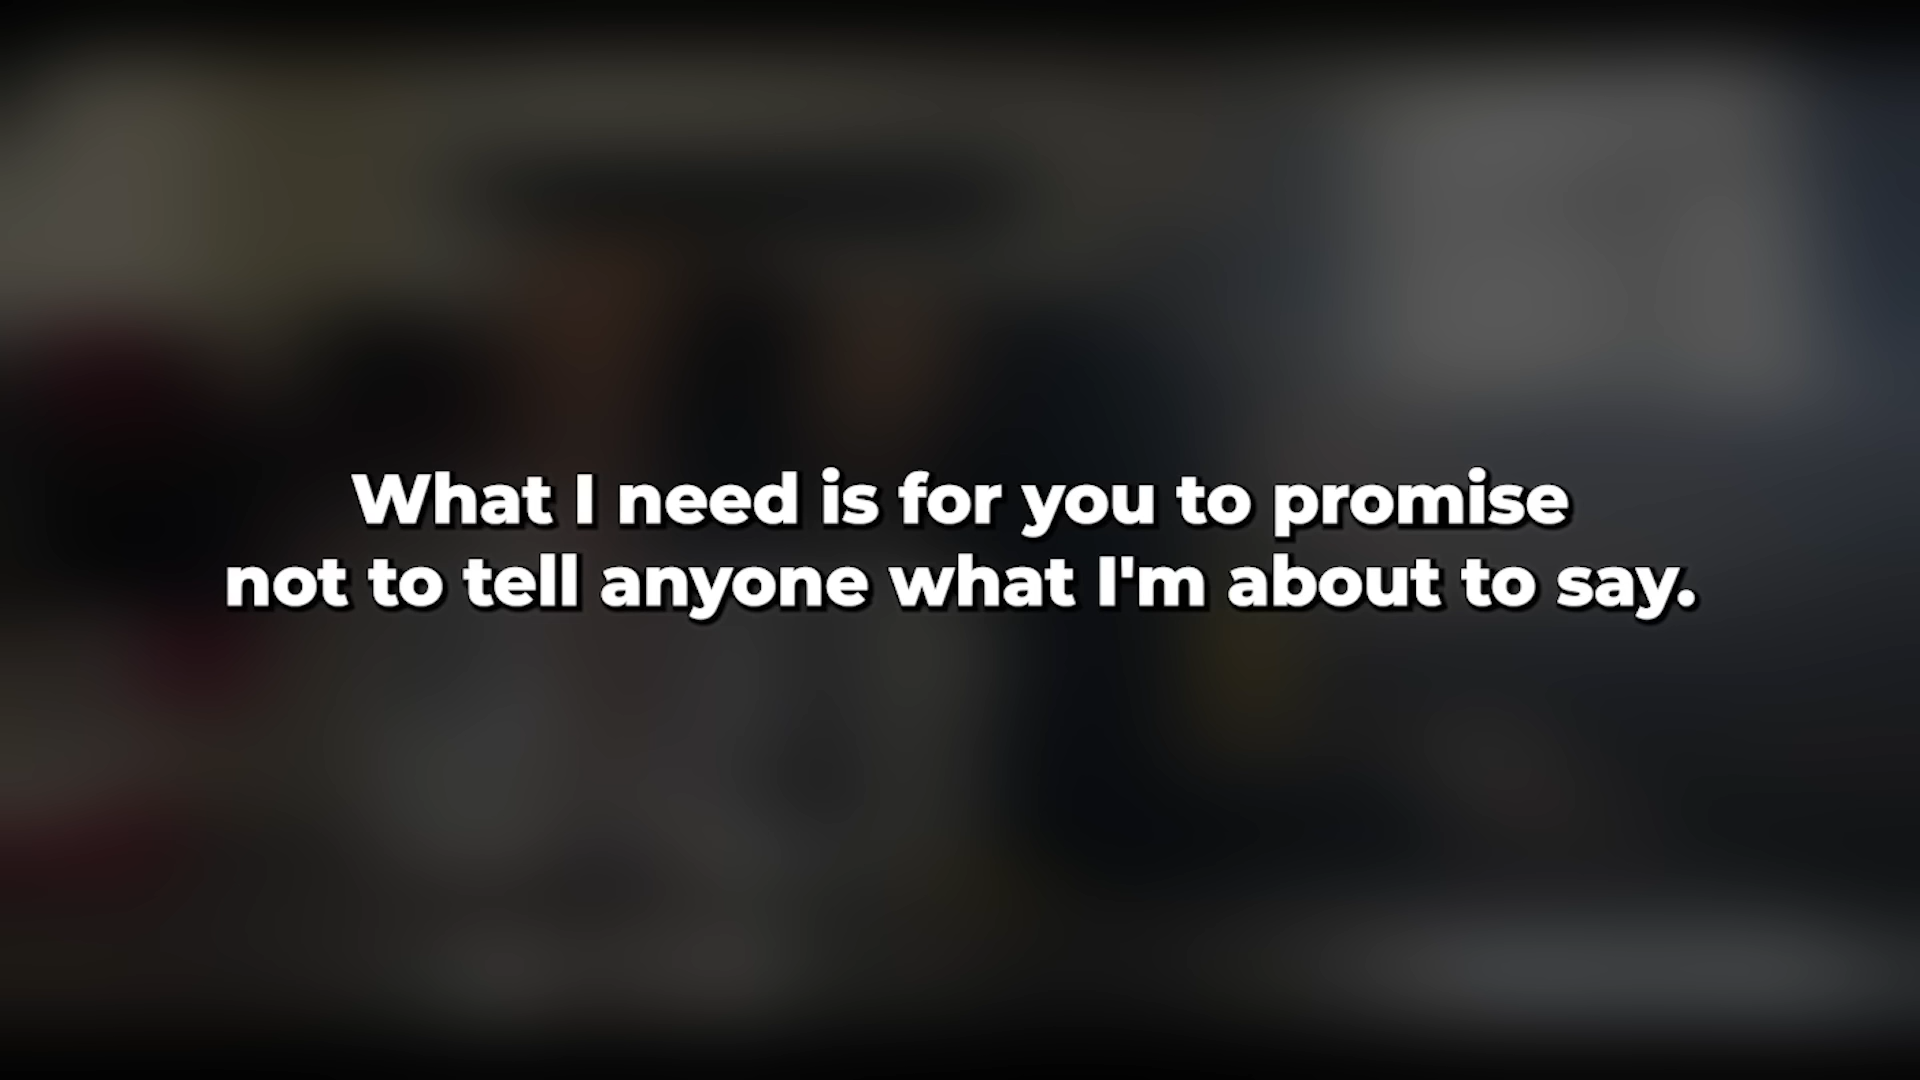 What I need is for you to promise
not to tell anyone what I'm about to say.